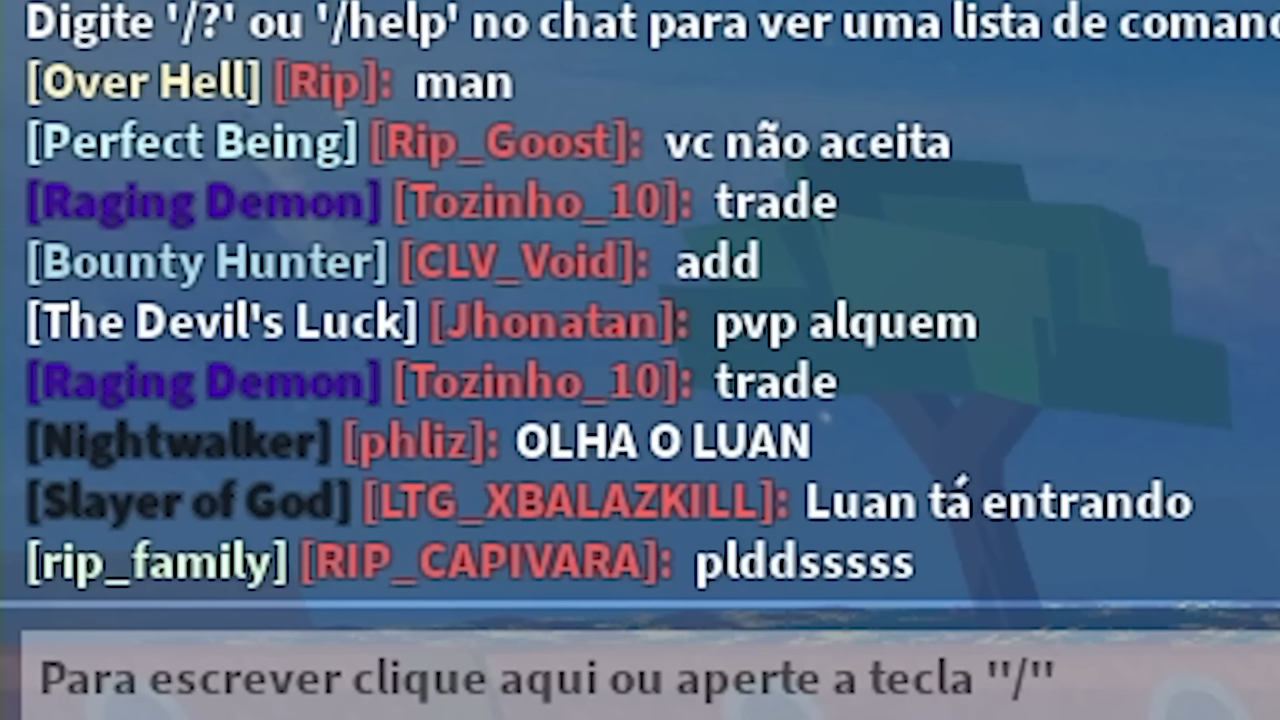 Digite '/?' ou '/help' no chat para ver uma lista de
[Over Hell] [Rip]: man
[Perfect Being] [Rip_Goost]: vc não aceita
[Raging Demon] [Tozinho_10]: trade
[Bounty Hunter] [CLV_Void]: add
[The Devil's Luck] [Jhonatan]: pvp alquem
[Raging Demon] [Tozinho_10]: trade
[Nightwalker] [phliz]: OLHA O LUAN
[Slayer of God] [LTG_XBALAZKILL]: Luan tá entrando
[rip_family] [RIP_CAPIVARA]: plddsssss
Para escrever clique aqui ou aperte a tecla "/"